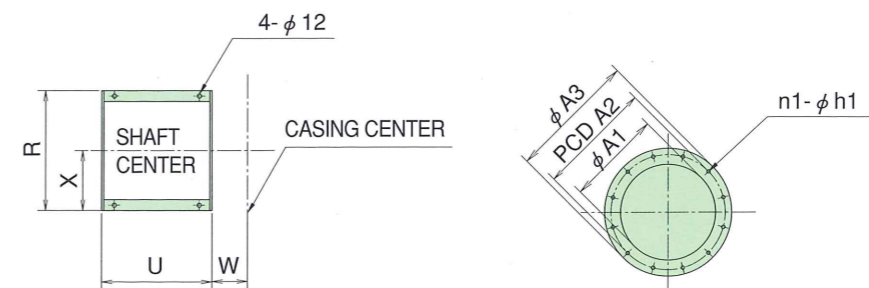 4- φ 12
SHAFT
CENTER
CASING CENTER
R
X
U
W
φ A3
PCD A2
φ A1
n1- φ h1